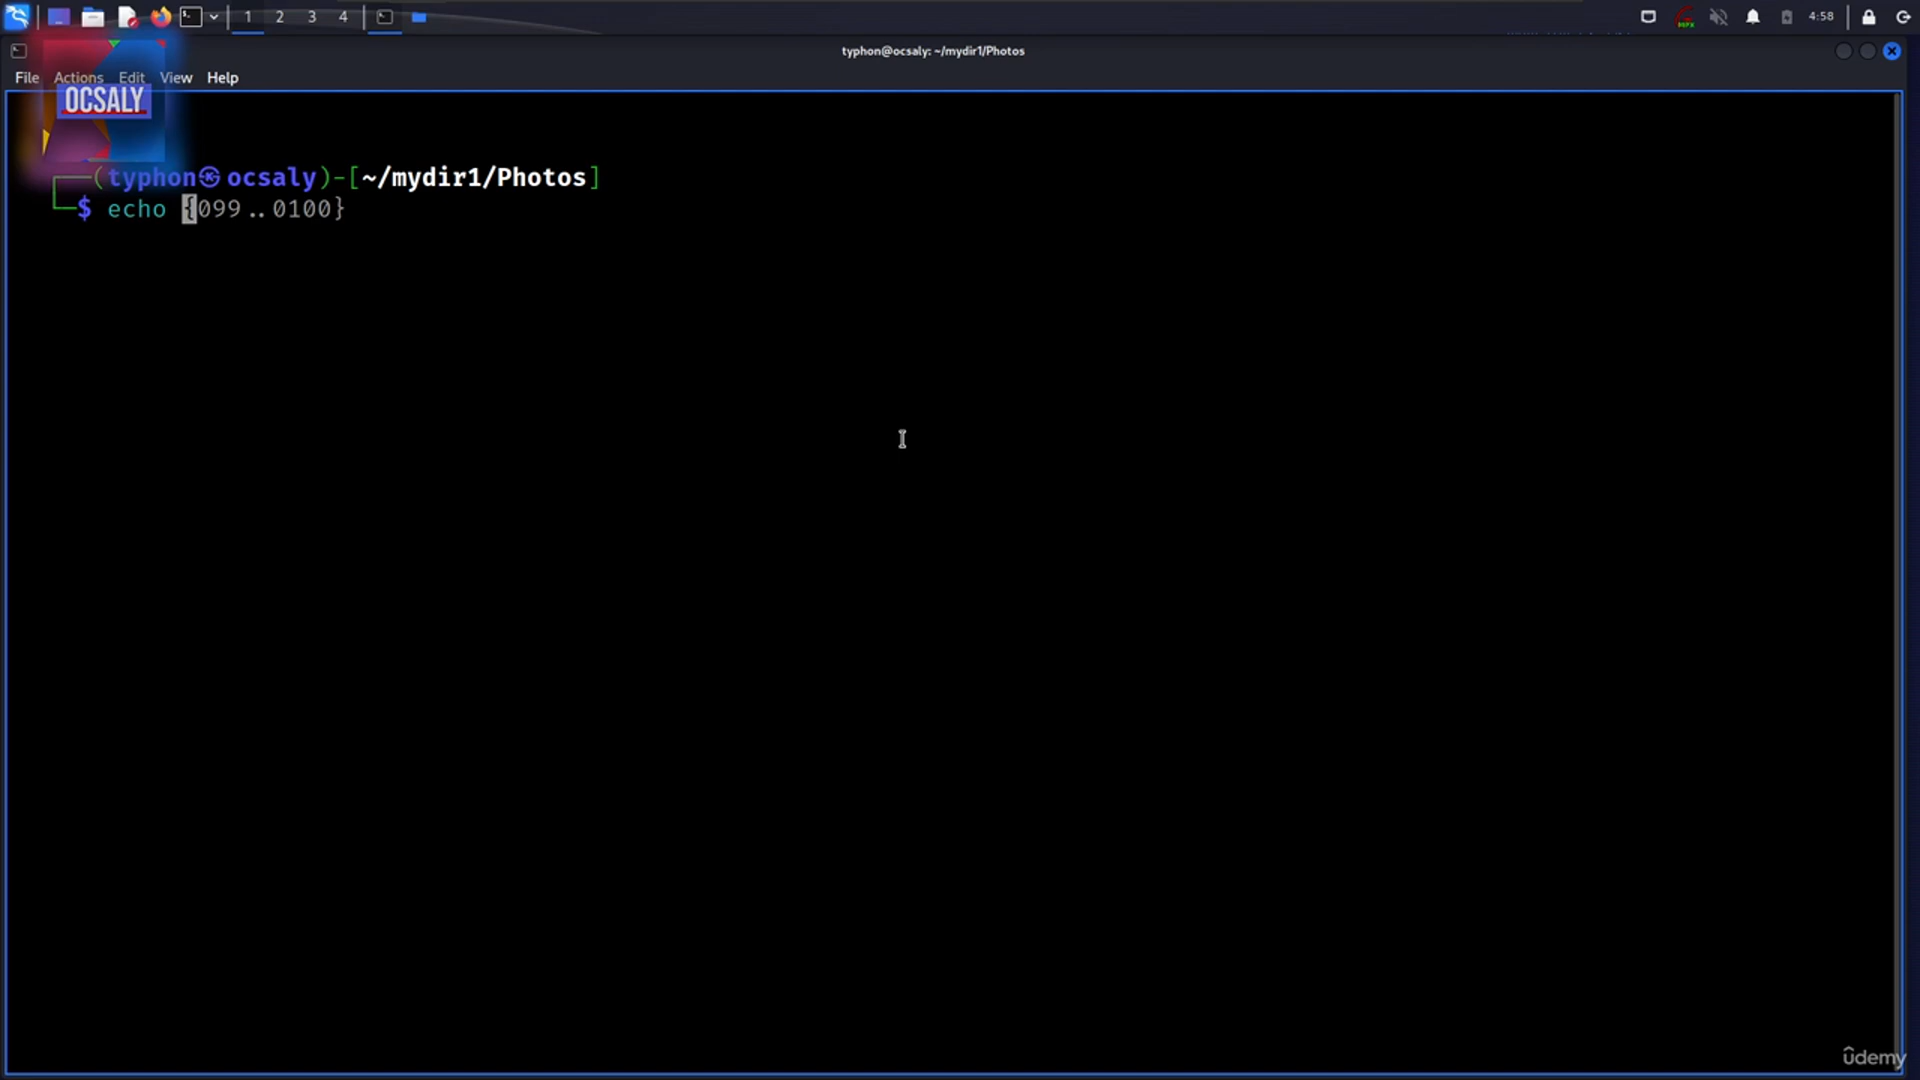 1 2 3 4
4:58
typhon@ocsaly: ~/mydir1/Photos
File Actions Edit View Help
OCSALY
(typhon㉿ocsaly)-[~/mydir1/Photos]
$ echo {099..0100}
ûdemy